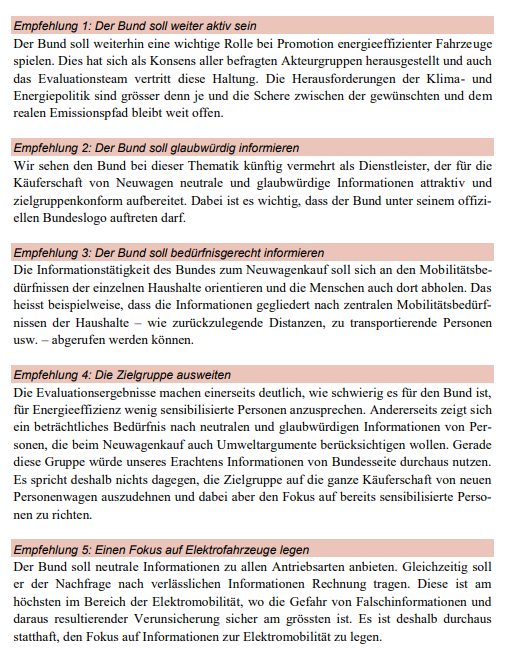 Empfehlung 1: Der Bund soll weiter aktiv sein
Der Bund soll weiterhin eine wichtige Rolle bei Promotion energieeffizienter Fahrzeuge
spielen. Dies hat sich als Konsens aller befragten Akteurgruppen herausgestellt und auch
das Evaluationsteam vertritt diese Haltung. Die Herausforderungen der Klima- und
Energiepolitik sind grösser denn je und die Schere zwischen der gewünschten und dem
realen Emissionspfad bleibt weit offen.
Empfehlung 2: Der Bund soll glaubwürdig informieren
Wir sehen den Bund bei dieser Thematik künftig vermehrt als Dienstleister, der für die
Käuferschaft von Neuwagen neutrale und glaubwürdige Informationen attraktiv und
zielgruppenkonform aufbereitet. Dabei ist es wichtig, dass der Bund unter seinem offizi-
ellen Bundeslogo auftreten darf.
Empfehlung 3: Der Bund soll bedürfnisgerecht informieren
Die Informationstätigkeit des Bundes zum Neuwagenkauf soll sich an den Mobilitätsbe-
dürfnissen der einzelnen Haushalte orientieren und die Menschen auch dort abholen. Das
heisst beispielweise, dass die Informationen gegliedert nach zentralen Mobilitätsbedürf-
nissen der Haushalte – wie zurückzulegende Distanzen, zu transportierende Personen
usw. – abgerufen werden können.
Empfehlung 4: Die Zielgruppe ausweiten
Die Evaluationsergebnisse machen einerseits deutlich, wie schwierig es für den Bund ist,
für Energieeffizienz wenig sensibilisierte Personen anzusprechen. Andererseits zeigt sich
ein beträchtliches Bedürfnis nach neutralen und glaubwürdigen Informationen von Per-
sonen, die beim Neuwagenkauf auch Umweltargumente berücksichtigen wollen. Gerade
diese Gruppe würde unseres Erachtens Informationen von Bundesseite durchaus nutzen.
Es spricht deshalb nichts dagegen, die Zielgruppe auf die ganze Käuferschaft von neuen
Personenwagen auszudehnen und dabei aber den Fokus auf bereits sensibilisierte Perso-
nen zu richten.
Empfehlung 5: Einen Fokus auf Elektrofahrzeuge legen
Der Bund soll neutrale Informationen zu allen Antriebsarten anbieten. Gleichzeitig soll
er der Nachfrage nach verlässlichen Informationen Rechnung tragen. Diese ist am
höchsten im Bereich der Elektromobilität, wo die Gefahr von Falschinformationen und
daraus resultierender Verunsicherung sicher am grössten ist. Es ist deshalb durchaus
statthaft, den Fokus auf Informationen zur Elektromobilität zu legen.